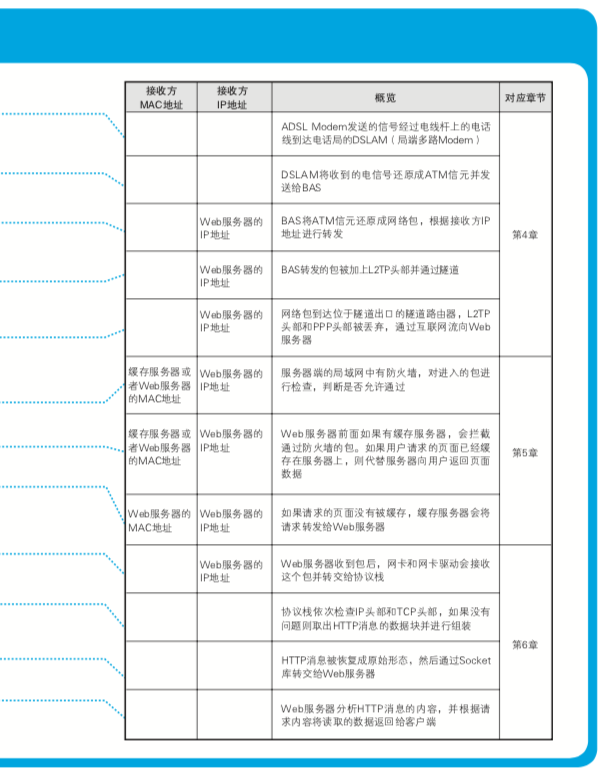 接收方
MAC地址
接收方
IP地址
概览
对应章节
ADSL Modem发送的信号经过电线杆上的电话
线到达电话局的DSLAM（局端多路Modem）
DSLAM将收到的电信号还原成ATM信元并发
送给BAS
Web服务器的
IP地址
BAS将ATM信元还原成网络包，根据接收方IP
地址进行转发
第4章
Web服务器的
IP地址
BAS转发的包被加上L2TP头部并通过隧道
Web服务器的
IP地址
网络包到达位于隧道出口的隧道路由器，L2TP
头部和PPP头部被丢弃，通过互联网流向Web
服务器
缓存服务器或
者Web服务器
的MAC地址
Web服务器的
IP地址
服务器端的局域网中有防火墙，对进入的包进
行检查，判断是否允许通过
缓存服务器或
者Web服务器
的MAC地址
Web服务器的
IP地址
Web服务器前面如果有缓存服务器，会拦截
通过防火墙的包。如果用户请求的页面已经缓
存在服务器上，则代替服务器向用户返回页面
数据
第5章
Web服务器的
MAC地址
Web服务器的
IP地址
如果请求的页面没有被缓存，缓存服务器会将
请求转发给Web服务器
Web服务器的
IP地址
Web服务器收到包后，网卡和网卡驱动会接收
这个包并转交给协议栈
协议栈依次检查IP头部和TCP头部，如果没有
问题则取出HTTP消息的数据块并进行组装
第6章
HTTP消息被恢复成原始形态，然后通过Socket
库转交给Web服务器
Web服务器分析HTTP消息的内容，并根据请
求内容将读取的数据返回给客户端